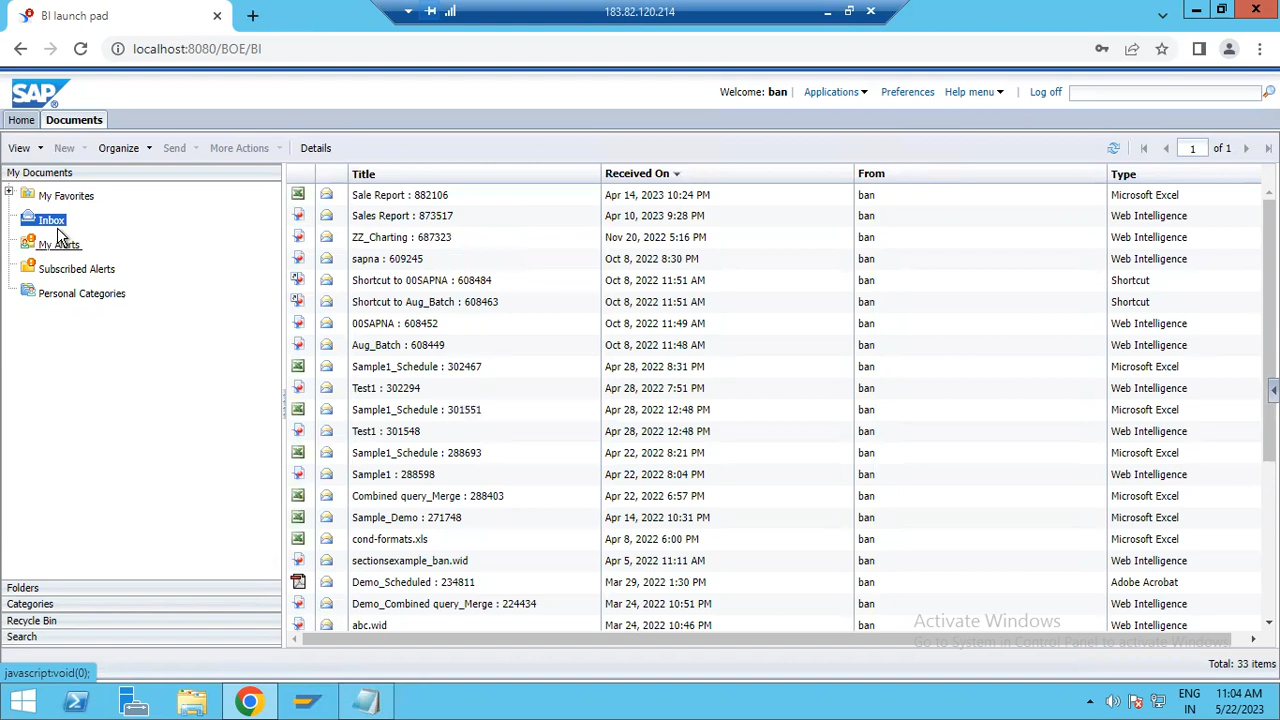 BI launch pad
183.82.120.214
localhost:8080/BOE/BI
SAP
Welcome: ban Applications Preferences Help menu Log off
Home Documents
View New Organize Send More Actions Details 1 of 1
My Documents
My Favorites
Inbox
My Alerts
Subscribed Alerts
Personal Categories
Folders
Categories
Recycle Bin
Search
Title Received On From Type
Sale Report : 882106 Apr 14, 2023 10:24 PM ban Microsoft Excel
Sales Report : 873517 Apr 10, 2023 9:28 PM ban Web Intelligence
ZZ_Charting : 687323 Nov 20, 2022 5:16 PM ban Web Intelligence
sapna : 609245 Oct 8, 2022 8:30 PM ban Web Intelligence
Shortcut to 00SAPNA : 608484 Oct 8, 2022 11:51 AM ban Shortcut
Shortcut to Aug_Batch : 608463 Oct 8, 2022 11:51 AM ban Shortcut
00SAPNA : 608452 Oct 8, 2022 11:49 AM ban Web Intelligence
Aug_Batch : 608449 Oct 8, 2022 11:48 AM ban Web Intelligence
Sample1_Schedule : 302467 Apr 28, 2022 8:31 PM ban Microsoft Excel
Test1 : 302294 Apr 28, 2022 7:51 PM ban Web Intelligence
Sample1_Schedule : 301551 Apr 28, 2022 12:48 PM ban Microsoft Excel
Test1 : 301548 Apr 28, 2022 12:48 PM ban Web Intelligence
Sample1_Schedule : 288693 Apr 22, 2022 8:21 PM ban Microsoft Excel
Sample1 : 288598 Apr 22, 2022 8:04 PM ban Web Intelligence
Combined query_Merge : 288403 Apr 22, 2022 6:57 PM ban Microsoft Excel
Sample_Demo : 271748 Apr 14, 2022 10:31 PM ban Microsoft Excel
cond-formats.xls Apr 8, 2022 6:00 PM ban Microsoft Excel
sectionsexample_ban.wid Apr 5, 2022 11:11 AM ban Web Intelligence
Demo_Scheduled : 234811 Mar 29, 2022 1:30 PM ban Adobe Acrobat
Demo_Combined query_Merge : 224434 Mar 24, 2022 10:51 PM ban Web Intelligence
abc.wid Mar 24, 2022 10:46 PM ban Web Intelligence
Activate Windows
Go to System in Control Panel to activate Windows.
Total: 33 items
javascript:void(0);
ENG 11:04 AM
IN 5/22/2023